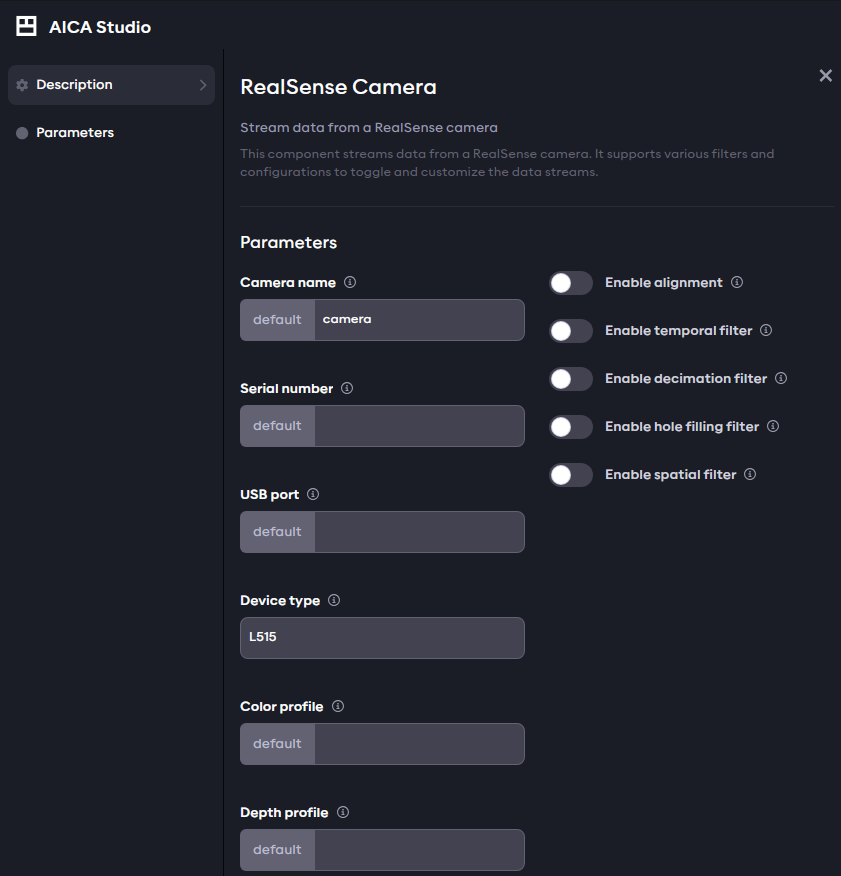 AICA Studio
Description
Parameters
RealSense Camera
Stream data from a RealSense camera
This component streams data from a RealSense camera. It supports various filters and
configurations to toggle and customize the data streams.
Parameters
Camera name
default camera
Serial number
default
USB port
default
Device type
L515
Color profile
default
Depth profile
default
Enable alignment
Enable temporal filter
Enable decimation filter
Enable hole filling filter
Enable spatial filter